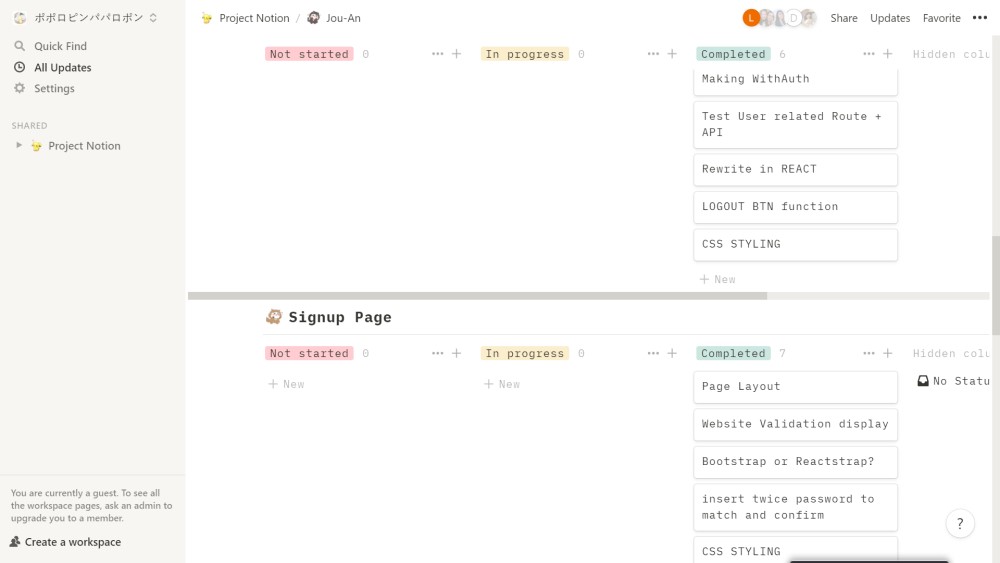 ポポロピンパパロポン
Project Notion / Jou-An
L
D
Share
Updates
Favorite
Quick Find
All Updates
Settings
SHARED
Project Notion
You are currently a guest. To see all
the workspace pages, ask an admin to
upgrade you to a member.
Create a workspace
Not started 0
In progress 0
Completed 6
Hidden colu
Making WithAuth
Test User related Route +
API
Rewrite in REACT
LOGOUT BTN function
CSS STYLING
+ New
Signup Page
Not started 0
In progress 0
Completed 7
Hidden colu
+ New
+ New
No Statu
Page Layout
Website Validation display
Bootstrap or Reactstrap?
insert twice password to
match and confirm
CSS STYLING
?